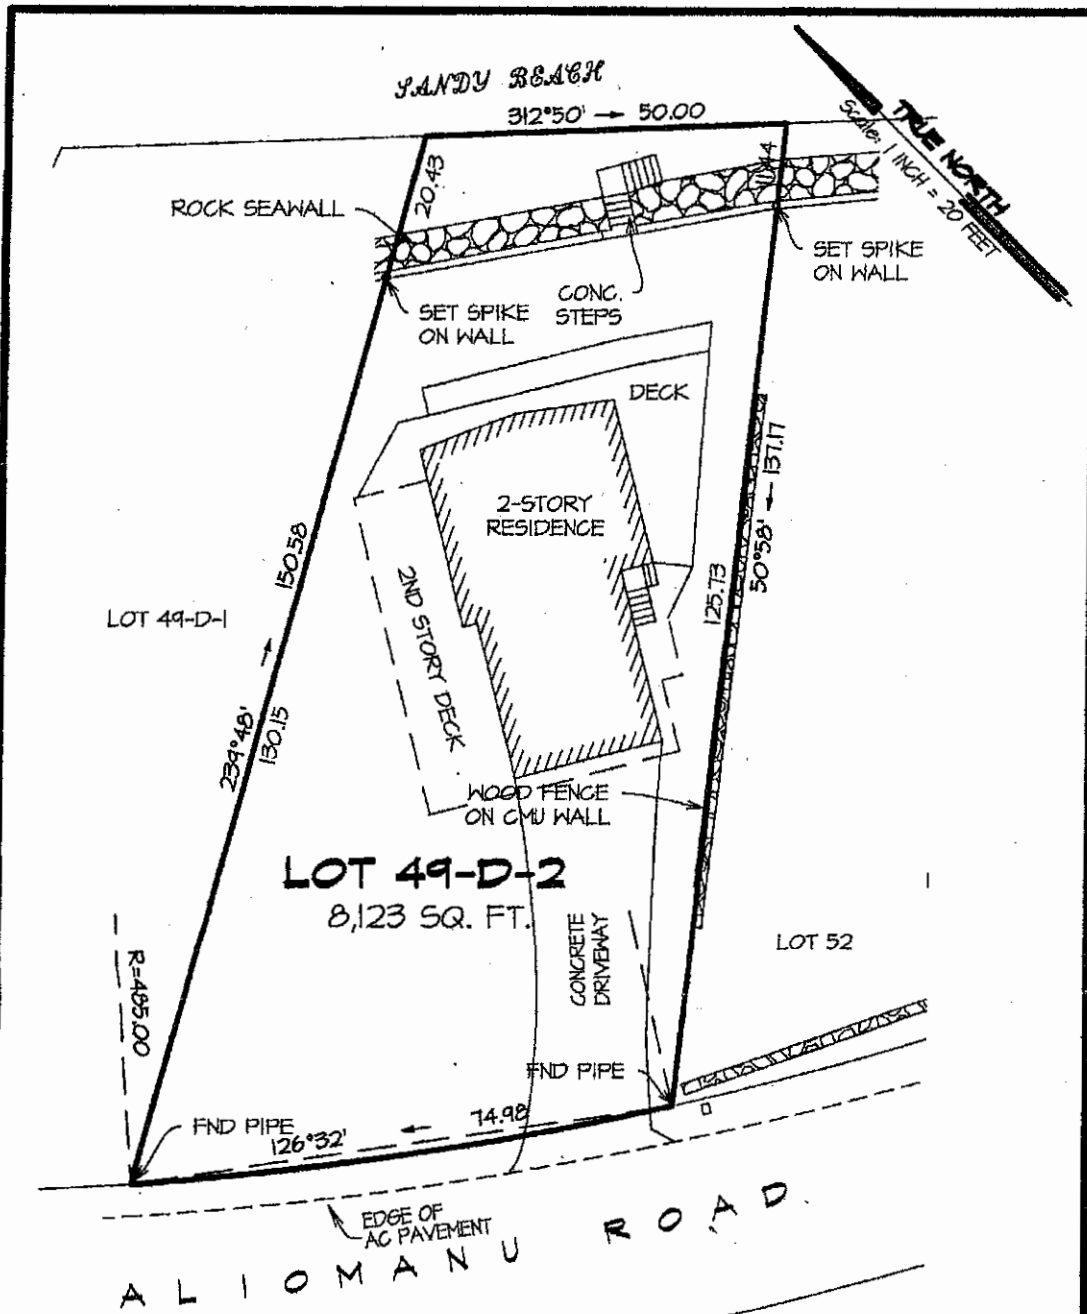 SANDY BEACH
312°50' → 50.00
TRUE NORTH
Scale: 1 INCH = 20 FEET
20.43
11.44
ROCK SEAWALL
SET SPIKE
ON WALL
CONC.
STEPS
SET SPIKE
ON WALL
DECK
2-STORY
RESIDENCE
50°58' ← 137.17
125.73
150.58
LOT 49-D-1
2ND STORY DECK
239°48'
130.15
WOOD FENCE
ON CMU WALL
LOT 49-D-2
8,123 SQ. FT.
CONCRETE
DRIVEWAY
LOT 52
R=485.00
FND PIPE
FND PIPE
126°32'
74.98
EDGE OF
AC PAVEMENT
ALIOMANU ROAD